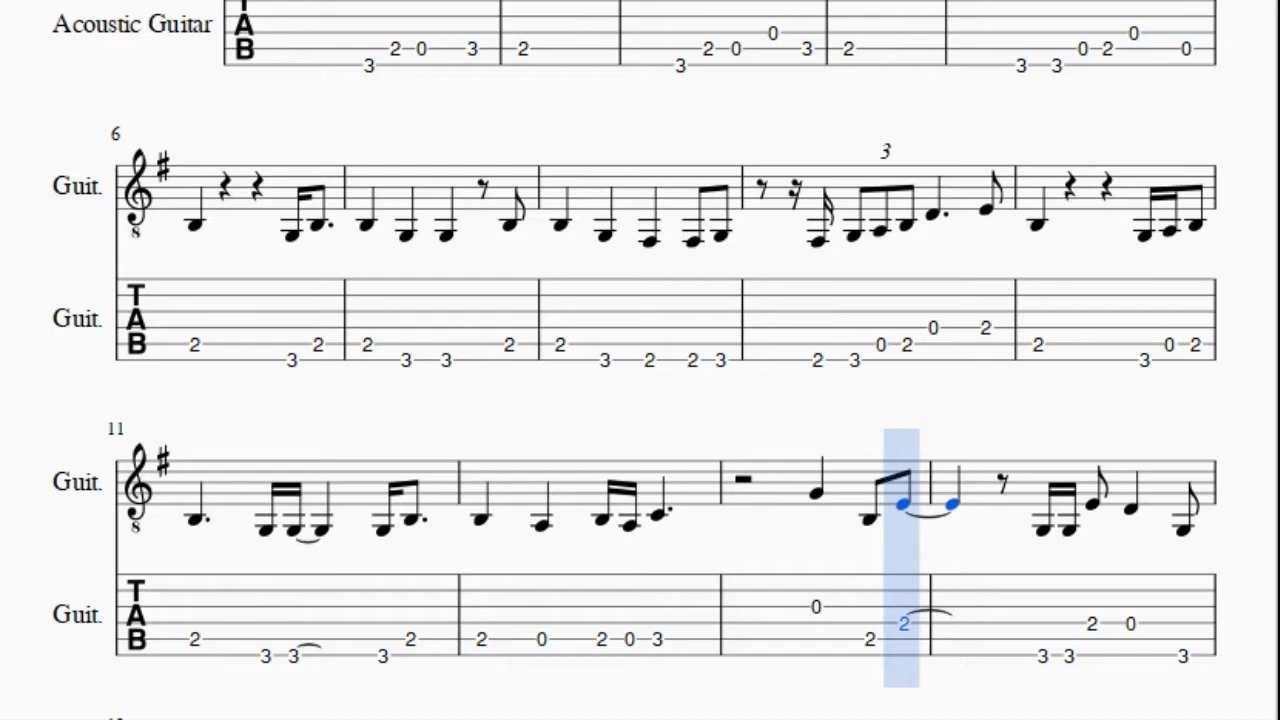 Acoustic Guitar
T
A
B
2 0 3 2 2 0 0 3 2 0 2 0 0
3 3 3 3
6
3
Guit.
8
T
A
B
Guit.
0 2
2 2 2 2 2 0 2 2 0 2
3 3 3 3 2 2 3 2 3 3
11
Guit.
8
T
A
B
Guit.
0
2 2 0
2 2 2 0 2 0 3 2
3 3 3 3 3 3